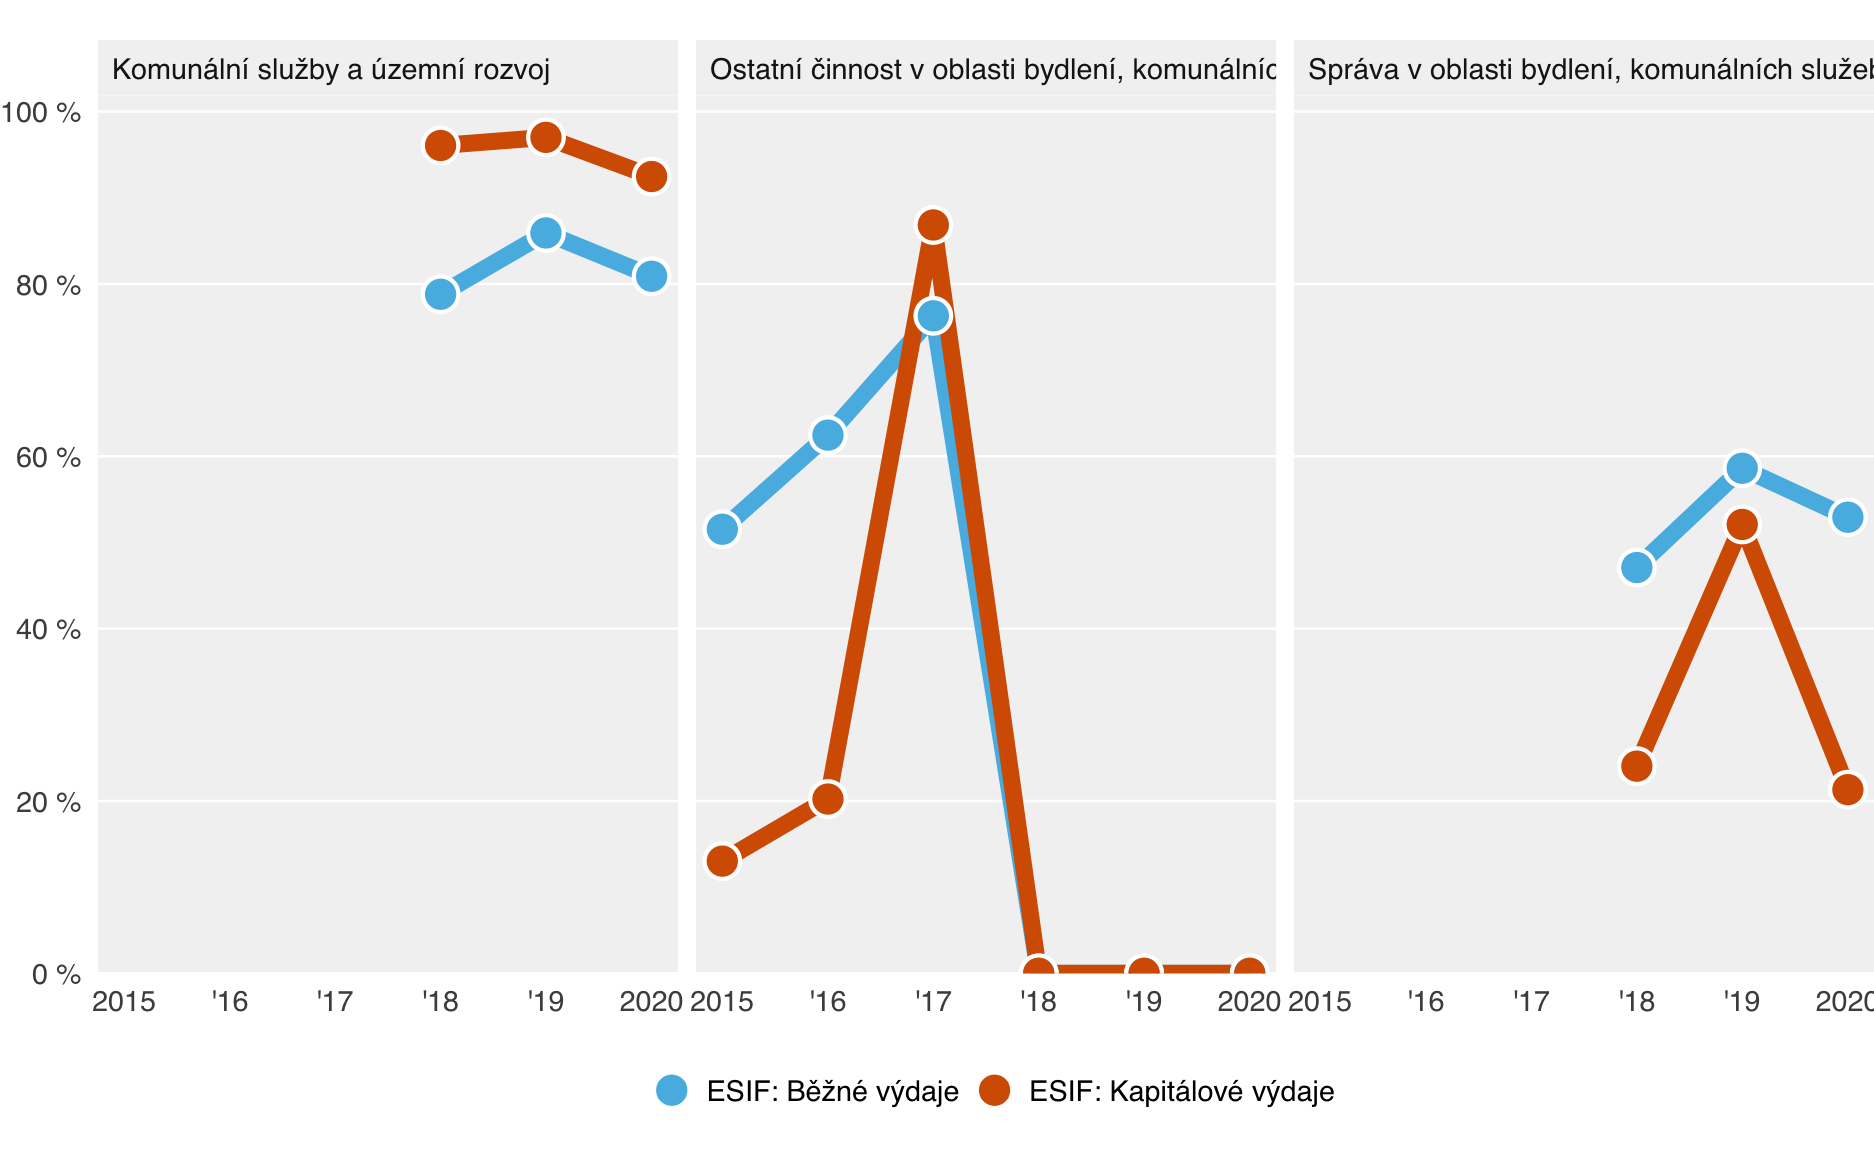 Komunální služby a územní rozvoj
Ostatní činnost v oblasti bydlení,
Správa v oblasti bydlení, komunálních
100 %
80 %
60 %
40 %
20 %
0 %
2015 '16 '17 '18 '19 2020
2015 '16 '17 '18 '19 2020
2015 '16 '17 '18 '19 2020
ESIF: Běžné výdaje
ESIF: Kapitálové výdaje